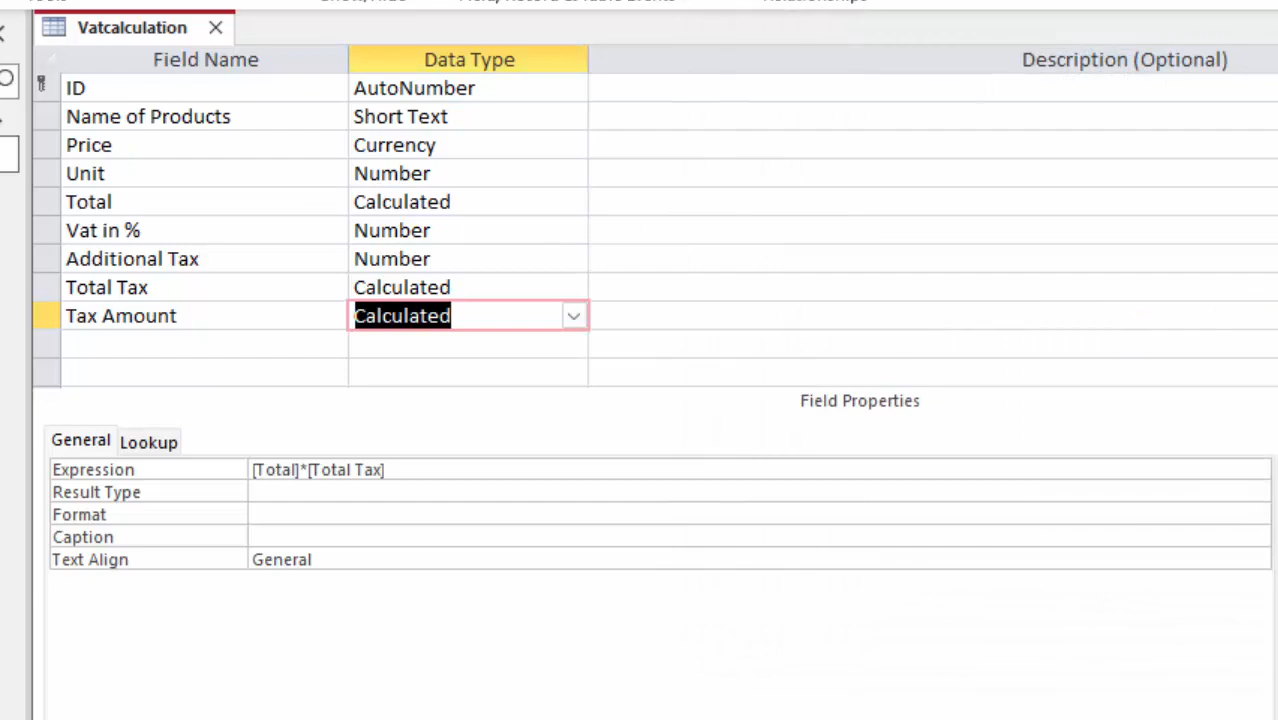 Vatcalculation
Field Name Data Type Description (Optional)
ID AutoNumber
Name of Products Short Text
Price Currency
Unit Number
Total Calculated
Vat in % Number
Additional Tax Number
Total Tax Calculated
Tax Amount Calculated
Field Properties
General Lookup
Expression [Total]*[Total Tax]
Result Type
Format
Caption
Text Align General